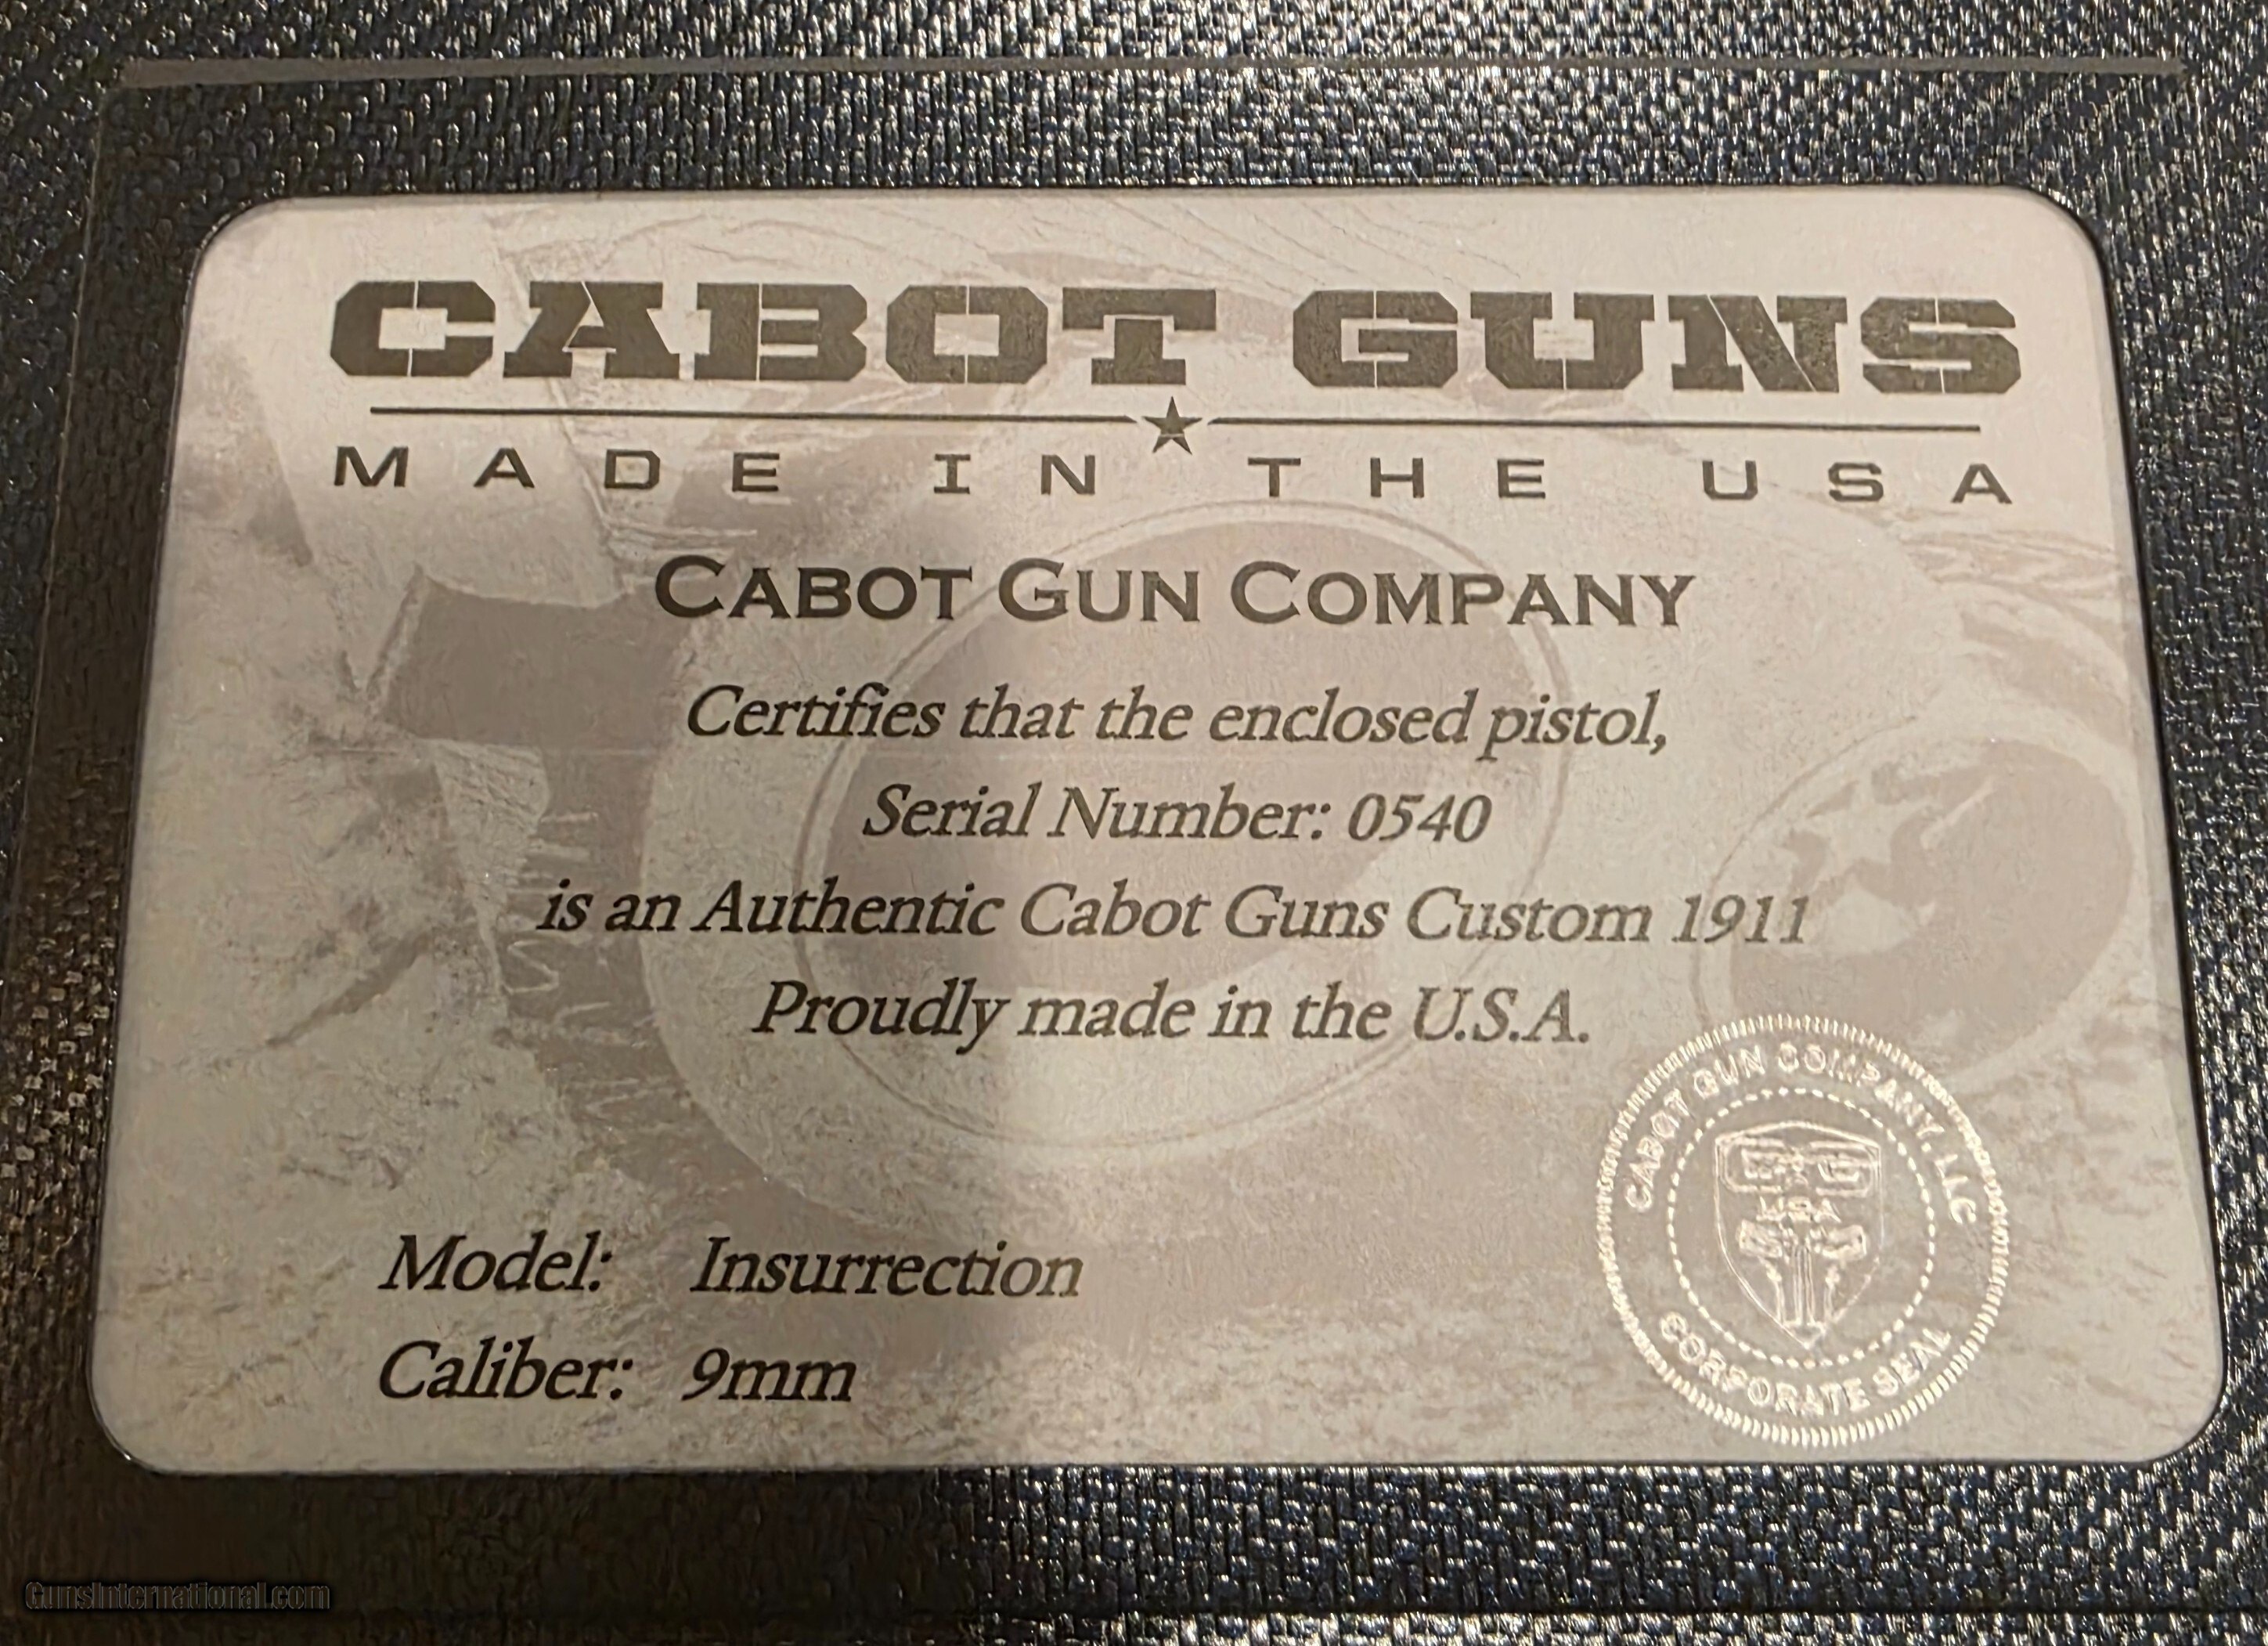 CABOT GUNS
MADE IN THE USA
CABOT GUN COMPANY
Certifies that the enclosed pistol,
Serial Number: 0540
is an Authentic Cabot Guns Custom 1911
Proudly made in the U.S.A.
CABOT GUN COMPANY, LLC
USA
CORPORATE SEAL
Model: Insurrection
Caliber: 9mm
GunsInternational.com